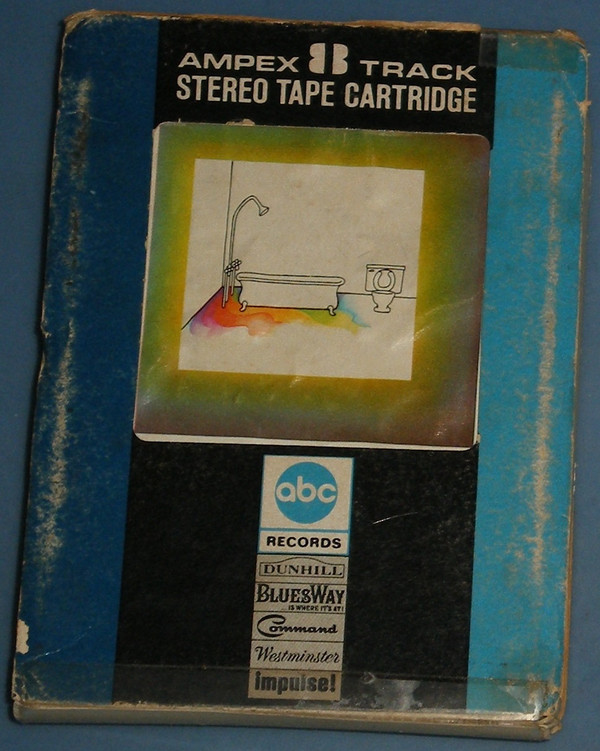 AMPEX 8 TRACK
STEREO TAPE CARTRIDGE
abc
RECORDS
DUNHILL
BLUESWAY
...IS WHERE IT'S AT!
Command
Westminster
impulse!